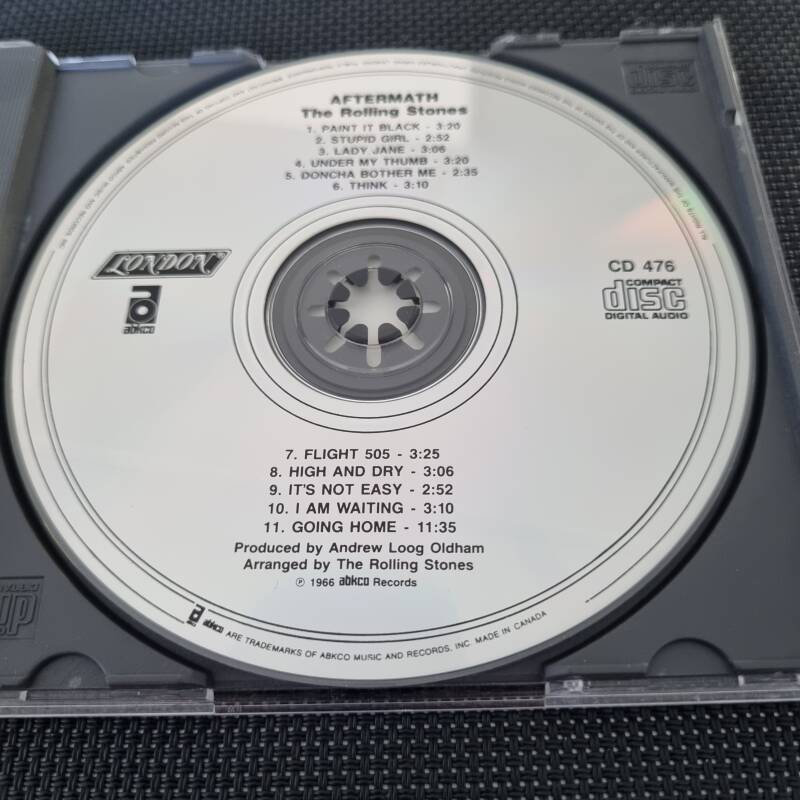 AFTERMATH
The Rolling Stones
1. PAINT IT BLACK - 3:20
2. STUPID GIRL - 2:52
3. LADY JANE - 3:06
4. UNDER MY THUMB - 3:20
5. DONCHA BOTHER ME - 2:35
6. THINK - 3:10
LONDON
abkco
CD 476
COMPACT
disc
DIGITAL AUDIO
7. FLIGHT 505 - 3:25
8. HIGH AND DRY - 3:06
9. IT'S NOT EASY - 2:52
10. I AM WAITING - 3:10
11. GOING HOME - 11:35
Produced by Andrew Loog Oldham
Arranged by The Rolling Stones
℗ 1966 abkco Records
abkco ARE TRADEMARKS OF ABKCO MUSIC AND RECORDS, INC. MADE IN CANADA
disc